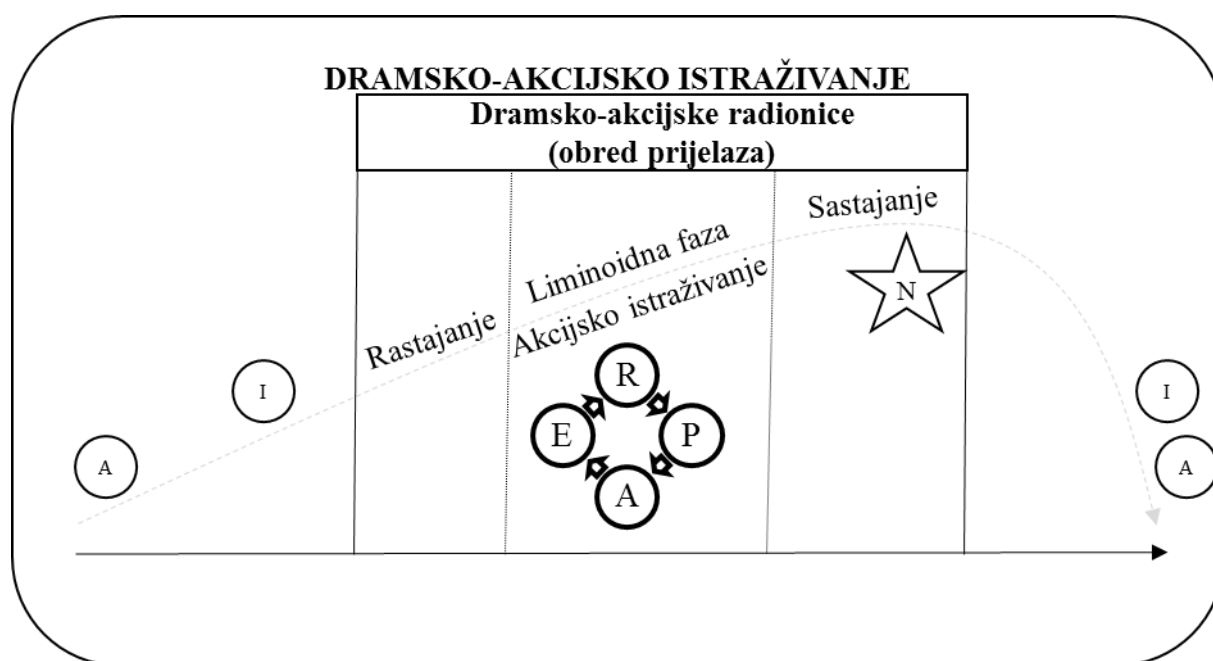 DRAMSKO-AKCIJSKO ISTRAŽIVANJE
Dramsko-akcijske radionice
(obred prijelaza)
Rastajanje
Liminoidna faza
Akcijsko istraživanje
Sastajanje
N
A
I
R
E
P
A
I
A